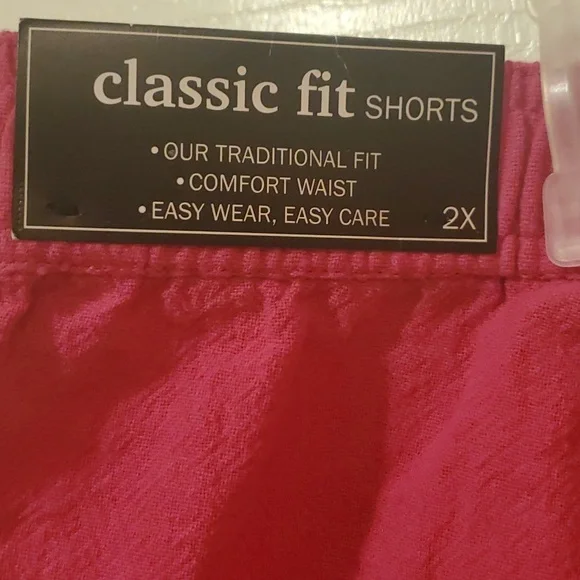 classic fit SHORTS
• OUR TRADITIONAL FIT
• COMFORT WAIST
• EASY WEAR, EASY CARE 2X